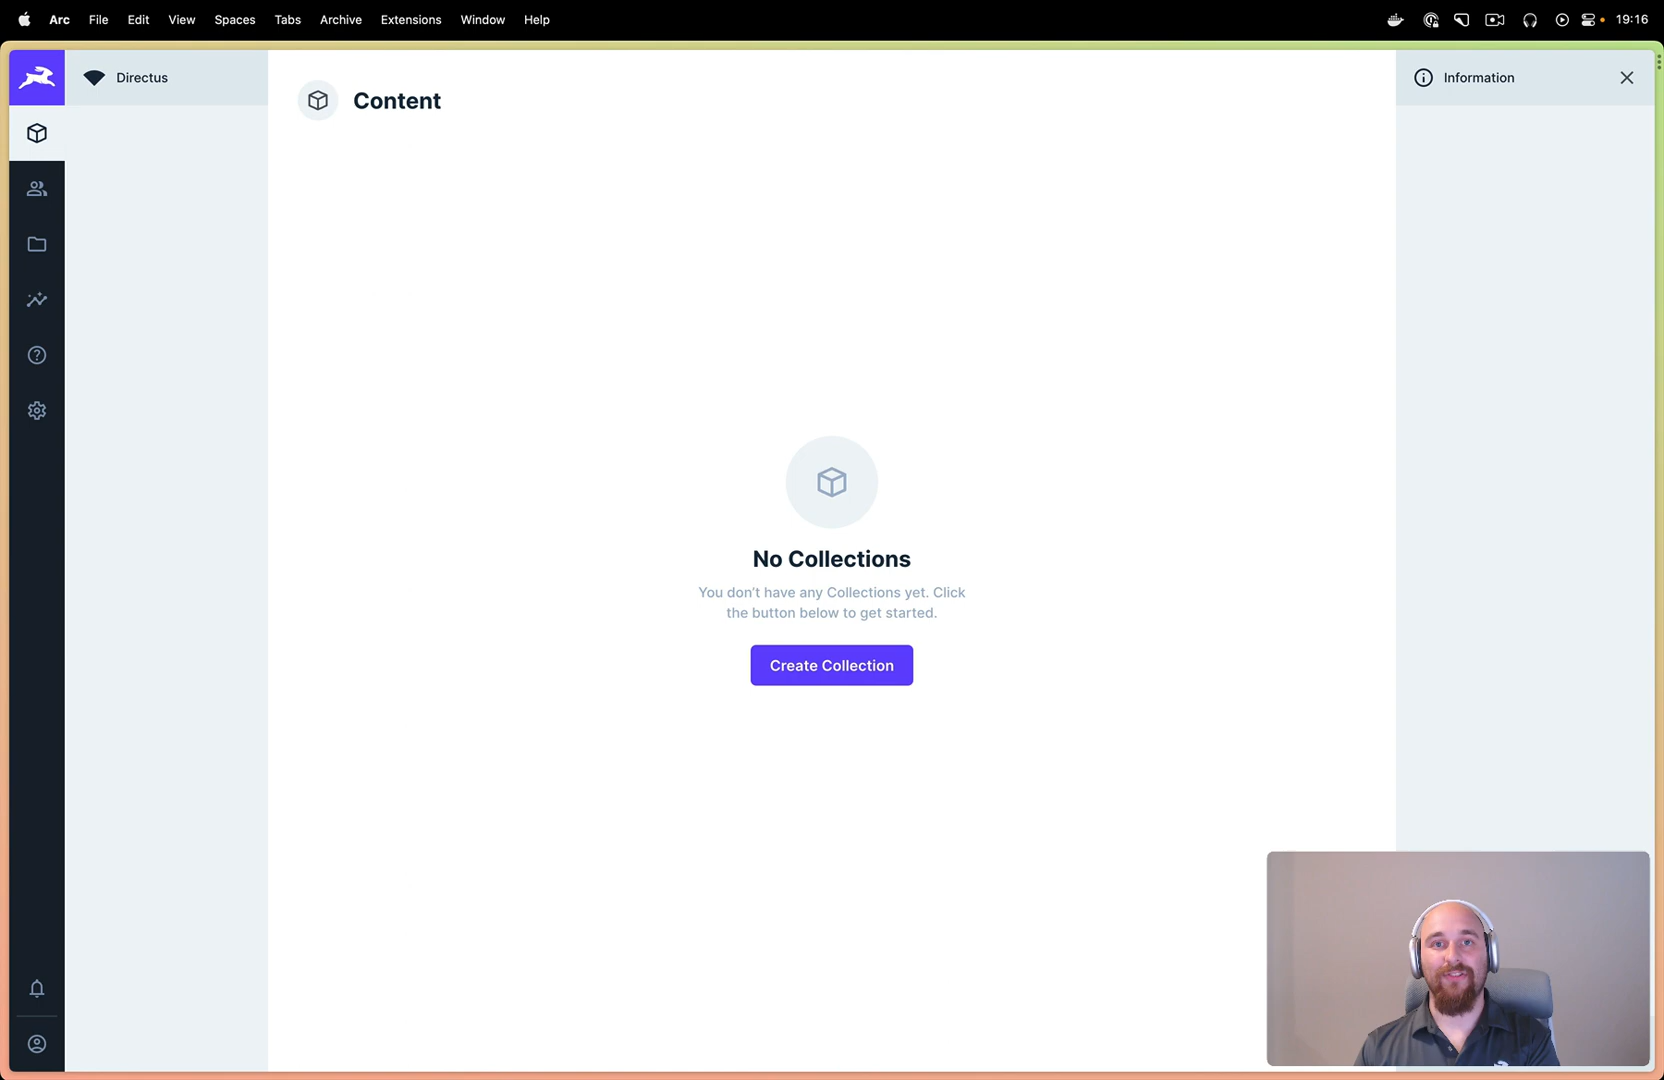 Arc File Edit View Spaces Tabs Archive Extensions Window Help 19:16
Directus
Content
Information
No Collections
You don't have any Collections yet. Click
the button below to get started.
Create Collection